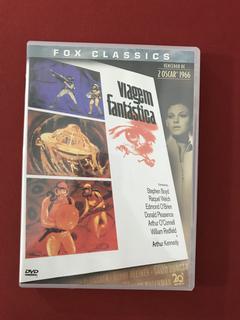 FOX CLASSICS
VENCEDOR DE
2 OSCAR 1966
viagem
fantástica
Stephen Boyd
Raquel Welch
Edmond O'Brien
Donald Pleasence
Arthur O'Connell
William Redfield
Arthur Kennedy
DVD